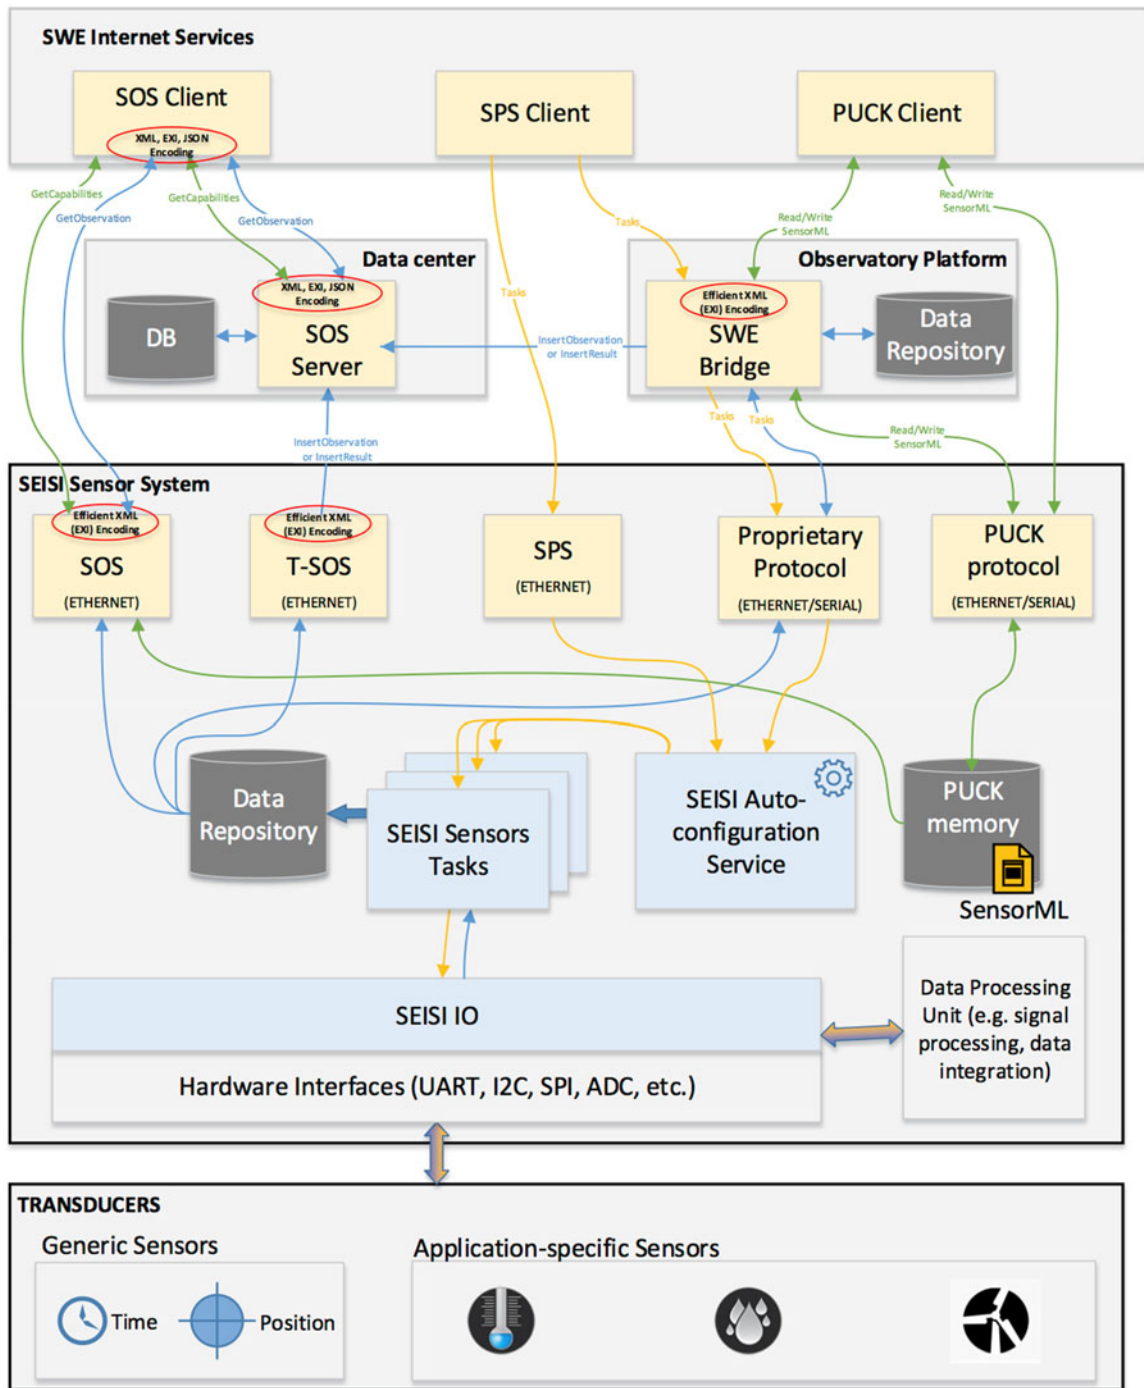 SWE Internet Services
SOS Client
XML, EXI, JSON
Encoding
SPS Client
PUCK Client
GetCapabilities
GetObservation
GetCapabilities
GetObservation
Tasks
Read/Write
SensorML
Read/Write
SensorML
Data center
XML, EXI, JSON
Encoding
DB
SOS
Server
Tasks
InsertObservation
or InsertResult
Observatory Platform
Efficient XML
(EXI) Encoding
SWE
Bridge
Data
Repository
Tasks
Tasks
Read/Write
SensorML
InsertObservation
or InsertResult
SEISI Sensor System
Efficient XML
(EXI) Encoding
SOS
(ETHERNET)
Efficient XML
(EXI) Encoding
T-SOS
(ETHERNET)
SPS
(ETHERNET)
Proprietary
Protocol
(ETHERNET/SERIAL)
PUCK
protocol
(ETHERNET/SERIAL)
Data
Repository
SEISI Sensors
Tasks
SEISI Auto-
configuration
Service
PUCK
memory
SensorML
SEISI IO
Hardware Interfaces (UART, I2C, SPI, ADC, etc.)
Data Processing
Unit (e.g. signal
processing, data
integration)
TRANSDUCERS
Generic Sensors
Time
Position
Application-specific Sensors